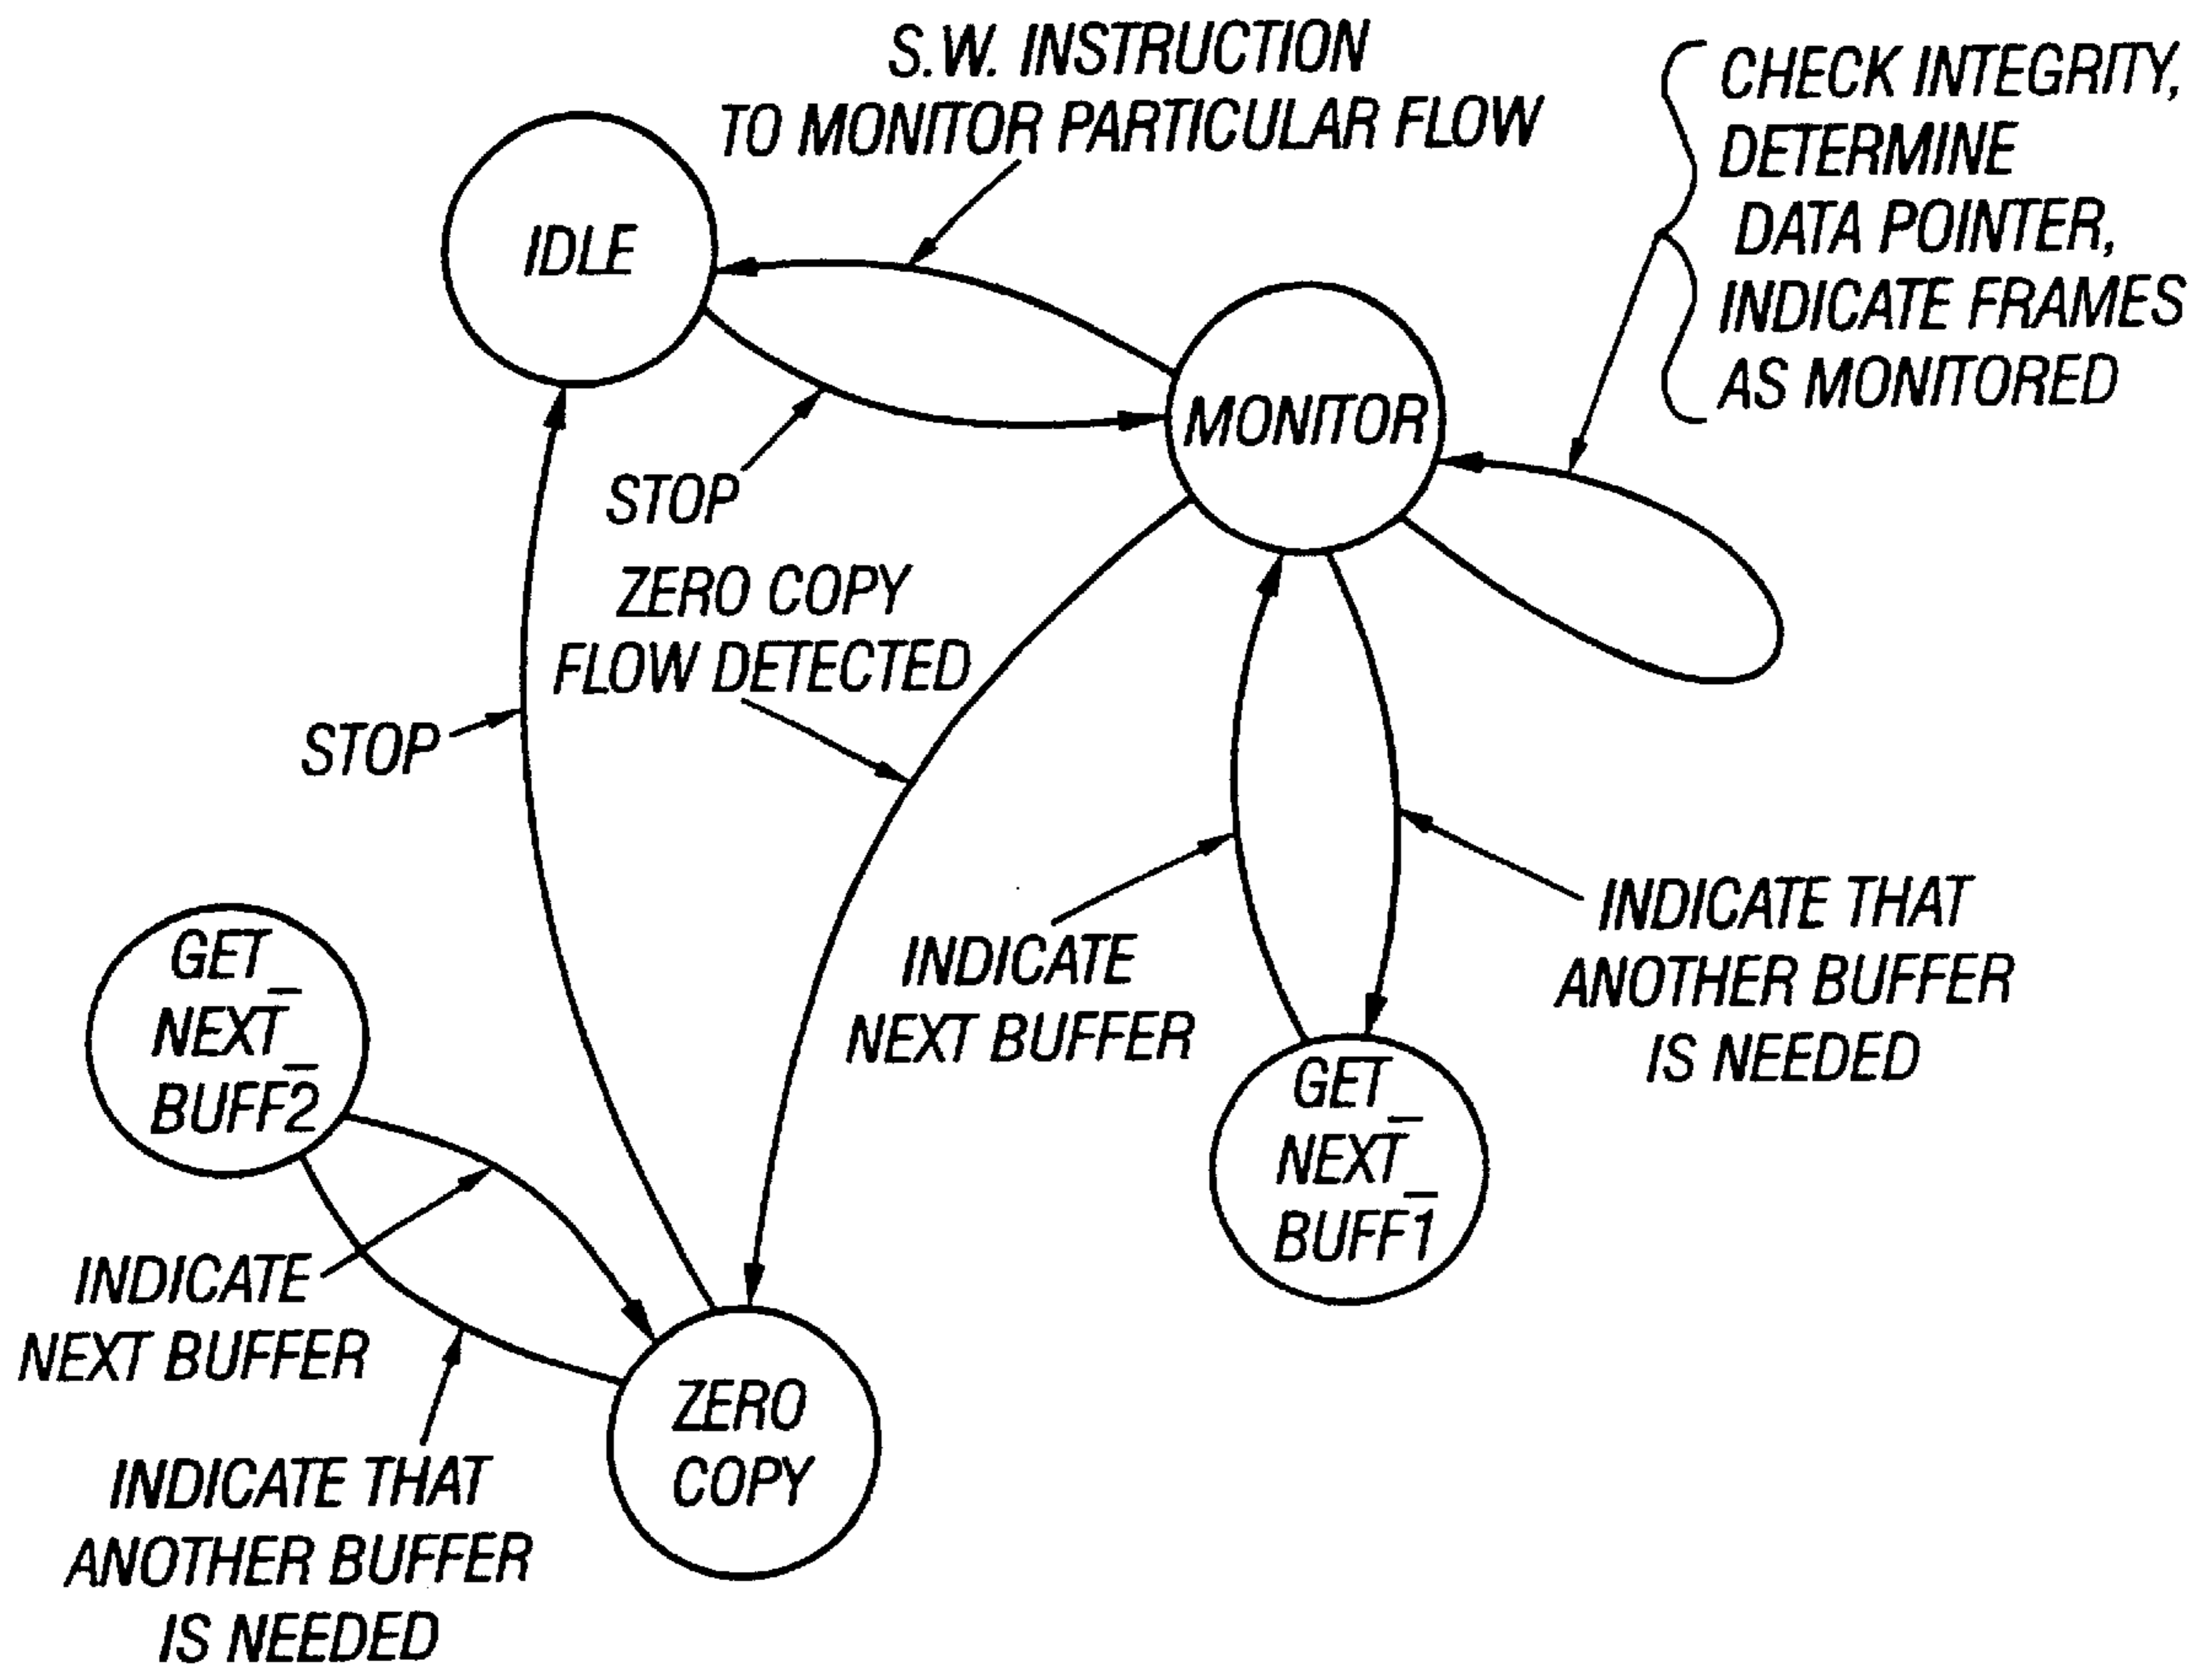 S.W. INSTRUCTION
TO MONITOR PARTICULAR FLOW
CHECK INTEGRITY,
DETERMINE
DATA POINTER,
INDICATE FRAMES
AS MONITORED
IDLE
MONITOR
STOP
ZERO COPY
FLOW DETECTED
STOP
INDICATE
NEXT BUFFER
INDICATE THAT
ANOTHER BUFFER
IS NEEDED
GET_
NEXT_
BUFF2
GET_
NEXT_
BUFF1
INDICATE
NEXT BUFFER
ZERO
COPY
INDICATE THAT
ANOTHER BUFFER
IS NEEDED